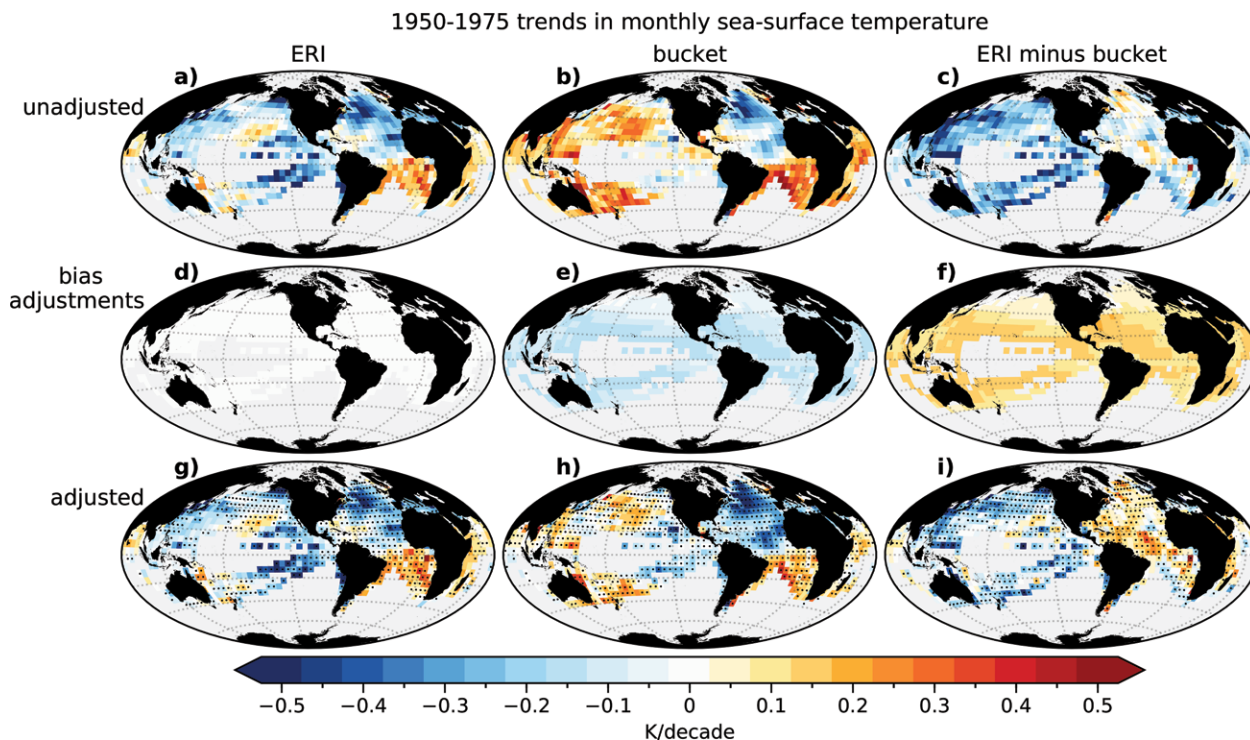 1950-1975 trends in monthly sea-surface temperature
ERI bucket ERI minus bucket
unadjusted
a) b) c)
bias
adjustments
d) e) f)
adjusted
g) h) i)
−0.5 −0.4 −0.3 −0.2 −0.1 0 0.1 0.2 0.3 0.4 0.5
K/decade